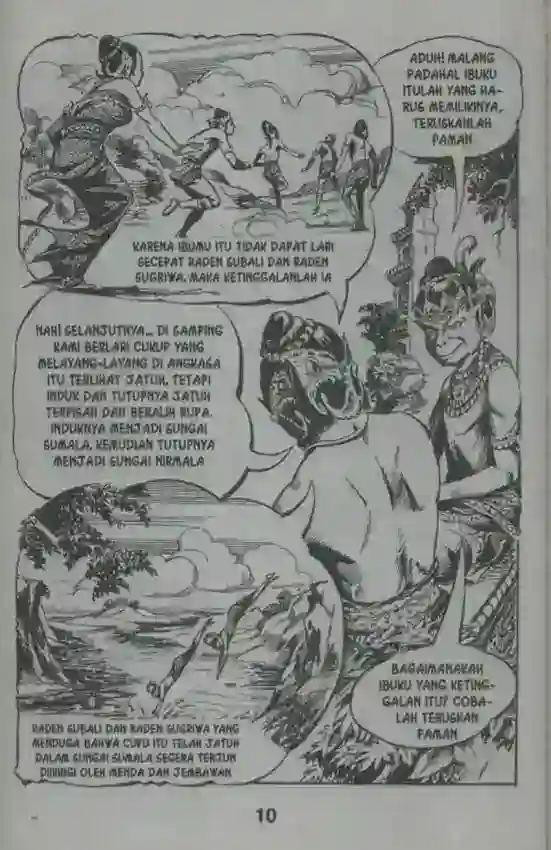 KARENA IBUMU ITU TIDAK DAPAT LARI
SECEPAT RADEN SUBALI DAN RADEN
SUGRIWA, MAKA KETINGGALANLAH IA
ADUH! MALANG
PADAHAL IBUKU
ITULAH YANG HA-
RUS MEMILIKINYA,
TERUSKANLAH
PAMAN
NAH! SELANJUTNYA... DI SAMPING
KAMI BERLARI CUKUP YANG
MELAYANG-LAYANG DI ANGKASA
ITU TERLIHAT JATUH, TETAPI
INDUK DAN TUTUPNYA JATUH
TERPISAH DAN BERALIH RUPA.
INDUKNYA MENJADI SUNGAI
SUMALA, KEMUDIAN TUTUPNYA
MENJADI SUNGAI NIRMALA
RADEN SUBALI DAN RADEN SUGRIWA YANG
MENDUGA BAHWA CUPU ITU TELAH JATUH
DALAM SUNGAI SUMALA SEGERA TERJUN
DIIRINGI OLEH MENDA DAN JEMBAWAN
BAGAIMANAKAH
IBUKU YANG KETING-
GALAN ITU? COBA-
LAH TERUSKAN
PAMAN
10